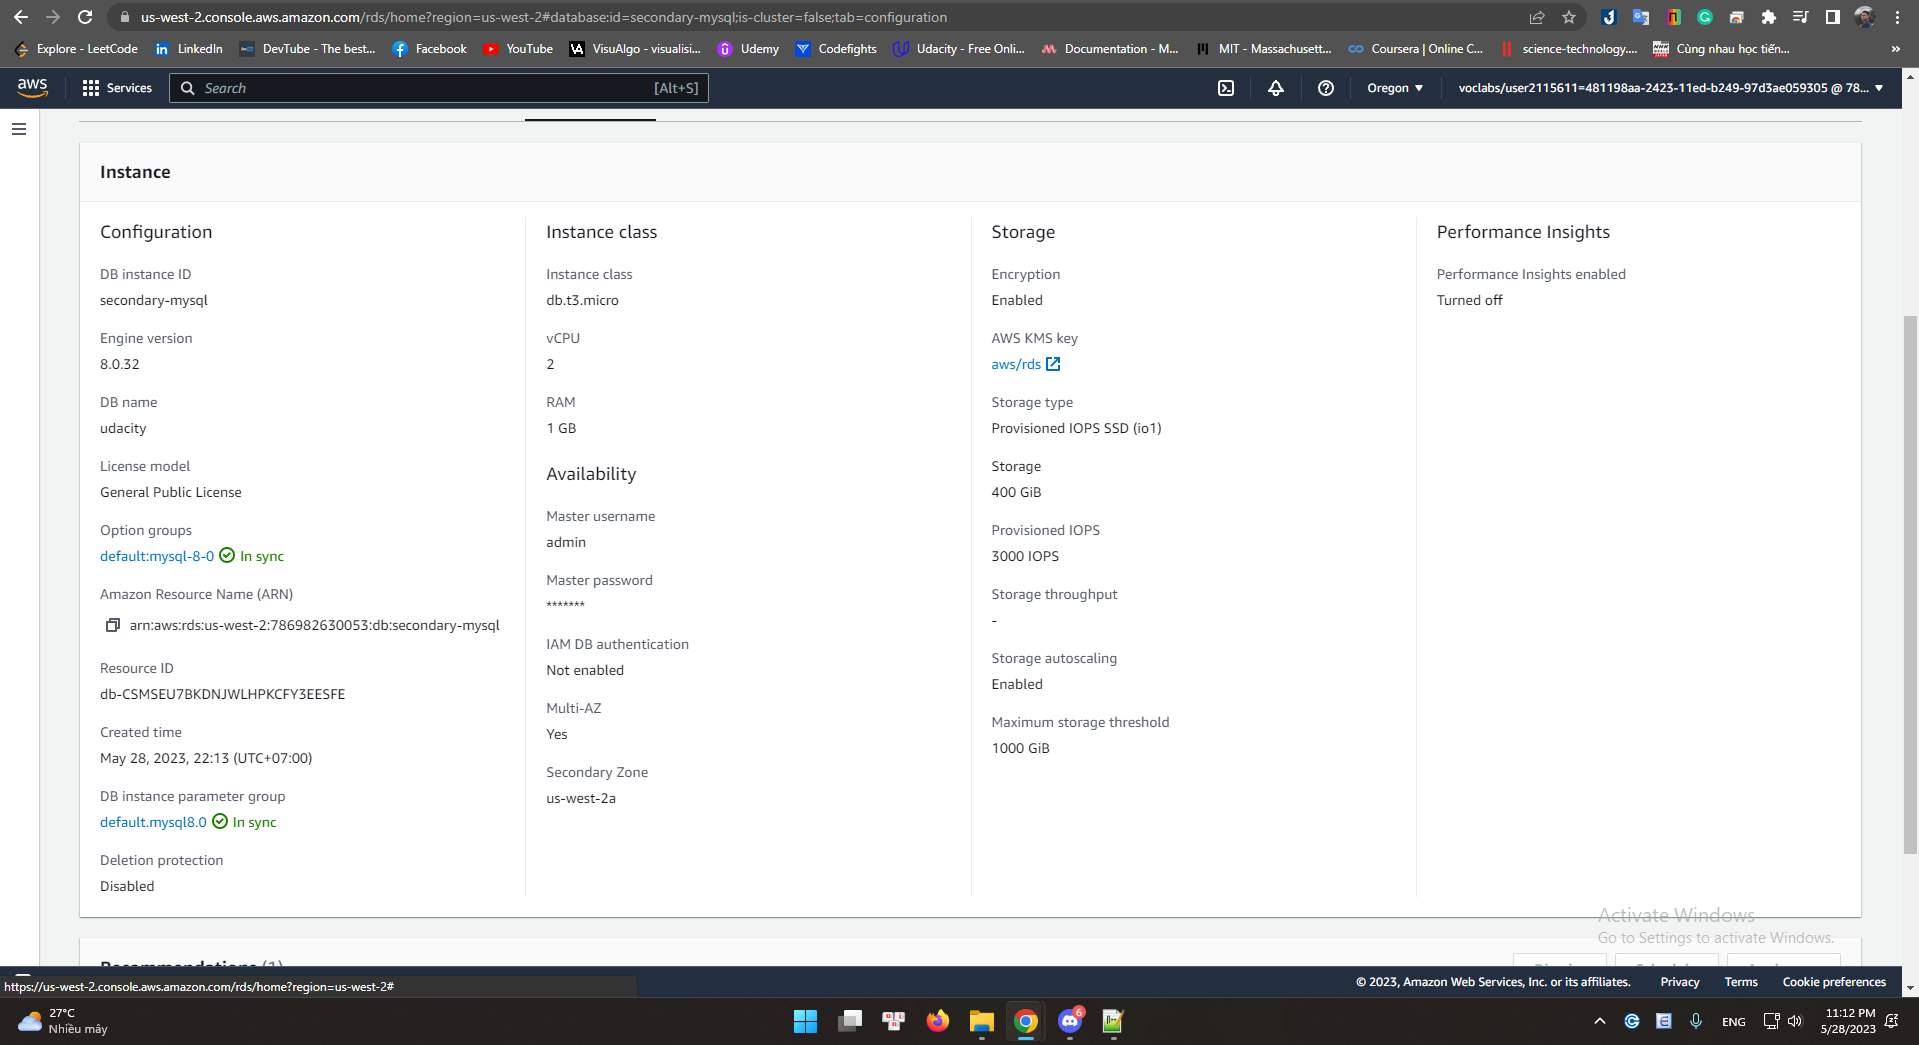 us-west-2.console.aws.amazon.com/rds/home?region=us-west-2#database:id=secondary-mysql;is-cluster=false;tab=configuration
Explore - LeetCode
LinkedIn
DevTube - The best...
Facebook
YouTube
VisuAlgo - visualisi...
Udemy
Codefights
Udacity - Free Onli...
Documentation - M...
MIT - Massachusett...
Coursera | Online C...
science-technology....
Cùng nhau học tiến...
»
aws
Services
Search
[Alt+S]
Oregon
voclabs/user2115611=481198aa-2423-11ed-b249-97d3ae059305 @ 78...
Instance
Configuration
DB instance ID
secondary-mysql
Engine version
8.0.32
DB name
udacity
License model
General Public License
Option groups
default:mysql-8-0 In sync
Amazon Resource Name (ARN)
arn:aws:rds:us-west-2:786982630053:db:secondary-mysql
Resource ID
db-CSMSEU7BKDNJWLHPKCFY3EESFE
Created time
May 28, 2023, 22:13 (UTC+07:00)
DB instance parameter group
default.mysql8.0 In sync
Deletion protection
Disabled
Instance class
Instance class
db.t3.micro
vCPU
2
RAM
1 GB
Availability
Master username
admin
Master password
*******
IAM DB authentication
Not enabled
Multi-AZ
Yes
Secondary Zone
us-west-2a
Storage
Encryption
Enabled
AWS KMS key
aws/rds
Storage type
Provisioned IOPS SSD (io1)
Storage
400 GiB
Provisioned IOPS
3000 IOPS
Storage throughput
-
Storage autoscaling
Enabled
Maximum storage threshold
1000 GiB
Performance Insights
Performance Insights enabled
Turned off
Activate Windows
Go to Settings to activate Windows.
Recommendations (1)
https://us-west-2.console.aws.amazon.com/rds/home?region=us-west-2#
© 2023, Amazon Web Services, Inc. or its affiliates.
Privacy
Terms
Cookie preferences
27°C
Nhiều mây
6
ENG
11:12 PM
5/28/2023